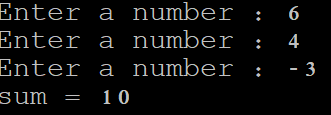 Enter a number : 6
Enter a number : 4
Enter a number : -3
sum = 10